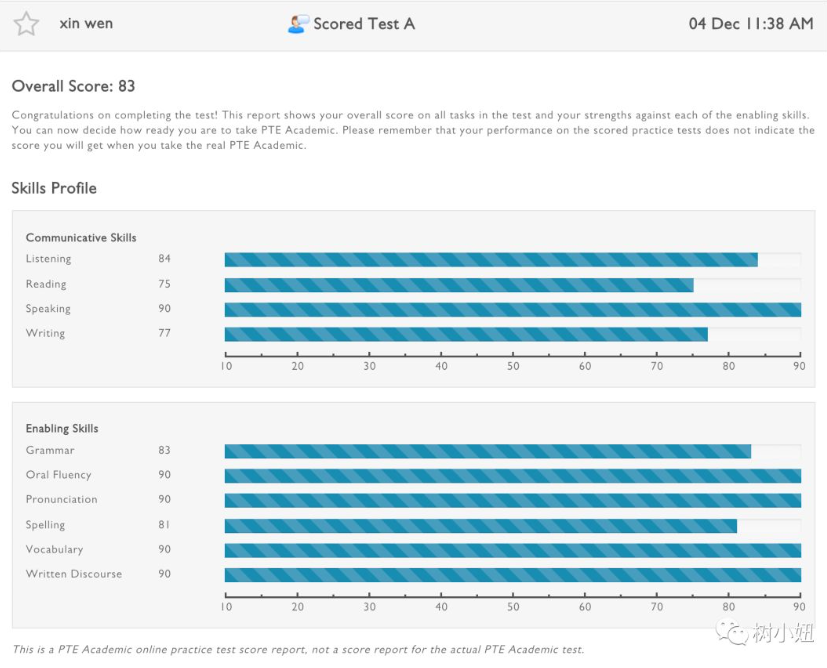 xin wen Scored Test A 04 Dec 11:38 AM
Overall Score: 83
Congratulations on completing the test! This report shows your overall score on all tasks in the test and your strengths against each of the enabling skills.
You can now decide how ready you are to take PTE Academic. Please remember that your performance on the scored practice tests does not indicate the
score you will get when you take the real PTE Academic.
Skills Profile
Communicative Skills
Listening 84
Reading 75
Speaking 90
Writing 77
10 20 30 40 50 60 70 80 90
Enabling Skills
Grammar 83
Oral Fluency 90
Pronunciation 90
Spelling 81
Vocabulary 90
Written Discourse 90
10 20 30 40 50 60 70 80 90
树小妞
This is a PTE Academic online practice test score report, not a score report for the actual PTE Academic test.